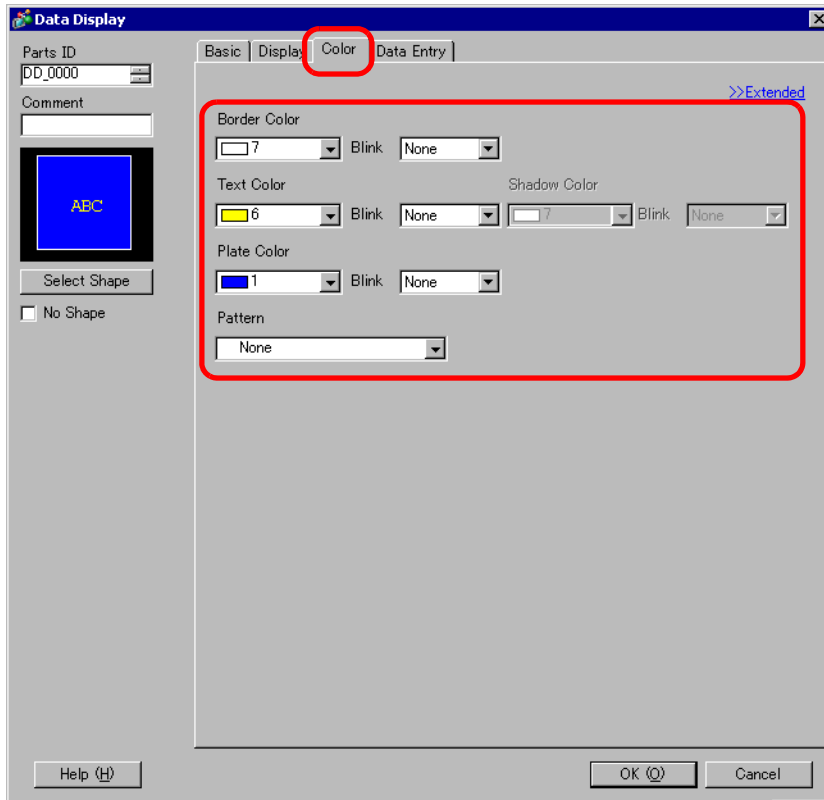 Data Display
Parts ID
DD_0000
Comment
ABC
Select Shape
No Shape
Basic Display Color Data Entry
>>Extended
Border Color
7 Blink None
Text Color Shadow Color
6 Blink None 7 Blink None
Plate Color
1 Blink None
Pattern
None
Help (H) OK (O) Cancel